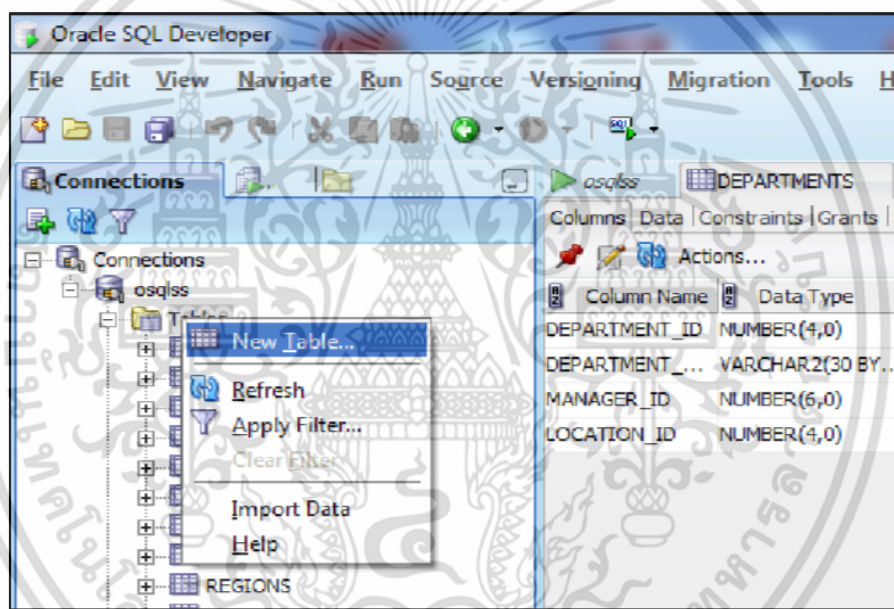 Oracle SQL Developer
File Edit View Navigate Run Source Versioning Migration Tools H
Connections
osqlss DEPARTMENTS
Columns Data Constraints Grants
Actions...
Connections
osqlss
Tables
New Table...
Refresh
Apply Filter...
Clear Filter
Import Data
Help
REGIONS
Column Name Data Type
DEPARTMENT_ID NUMBER(4,0)
DEPARTMENT_... VARCHAR2(30 BY...
MANAGER_ID NUMBER(6,0)
LOCATION_ID NUMBER(4,0)